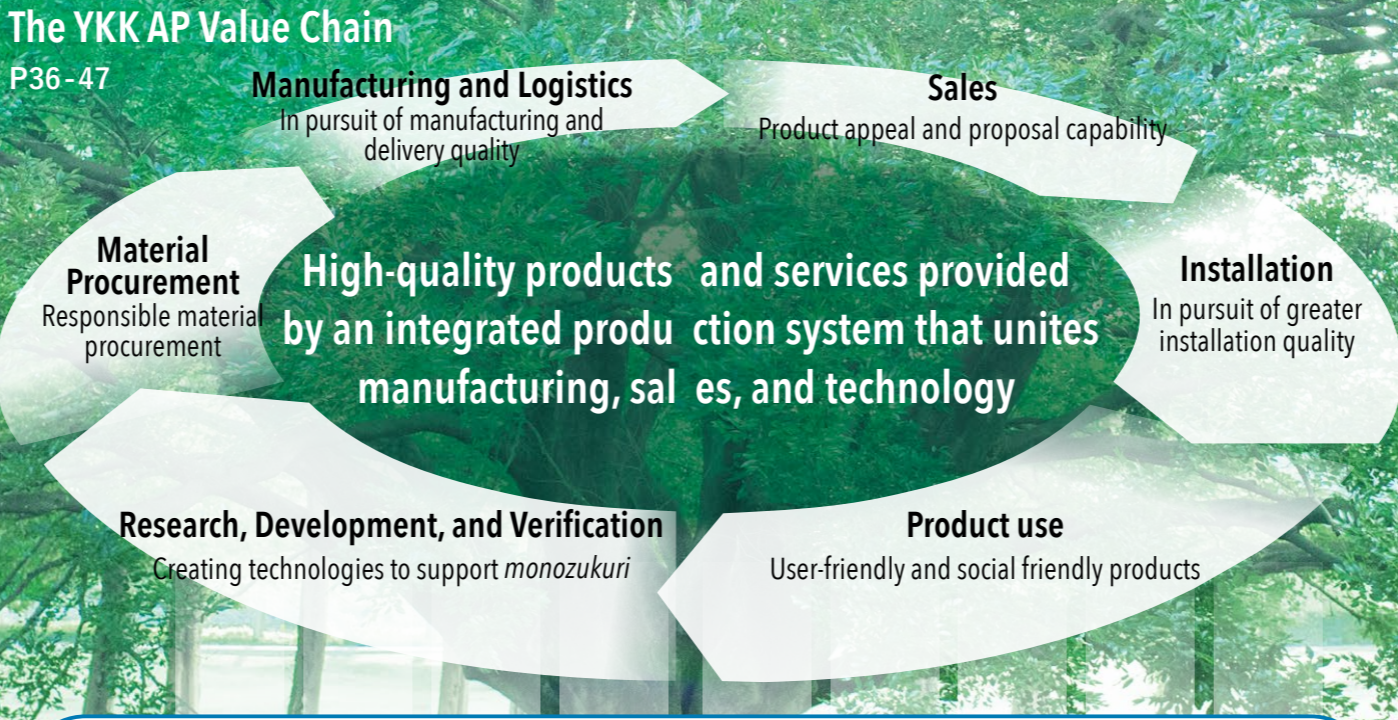 The YKK AP Value Chain
P36-47
Manufacturing and Logistics
In pursuit of manufacturing and
delivery quality
Sales
Product appeal and proposal capability
Material
Procurement
Responsible material
procurement
High-quality products and services provided
by an integrated produ ction system that unites
manufacturing, sal es, and technology
Installation
In pursuit of greater
installation quality
Research, Development, and Verification
Creating technologies to support monozukuri
Product use
User-friendly and social friendly products